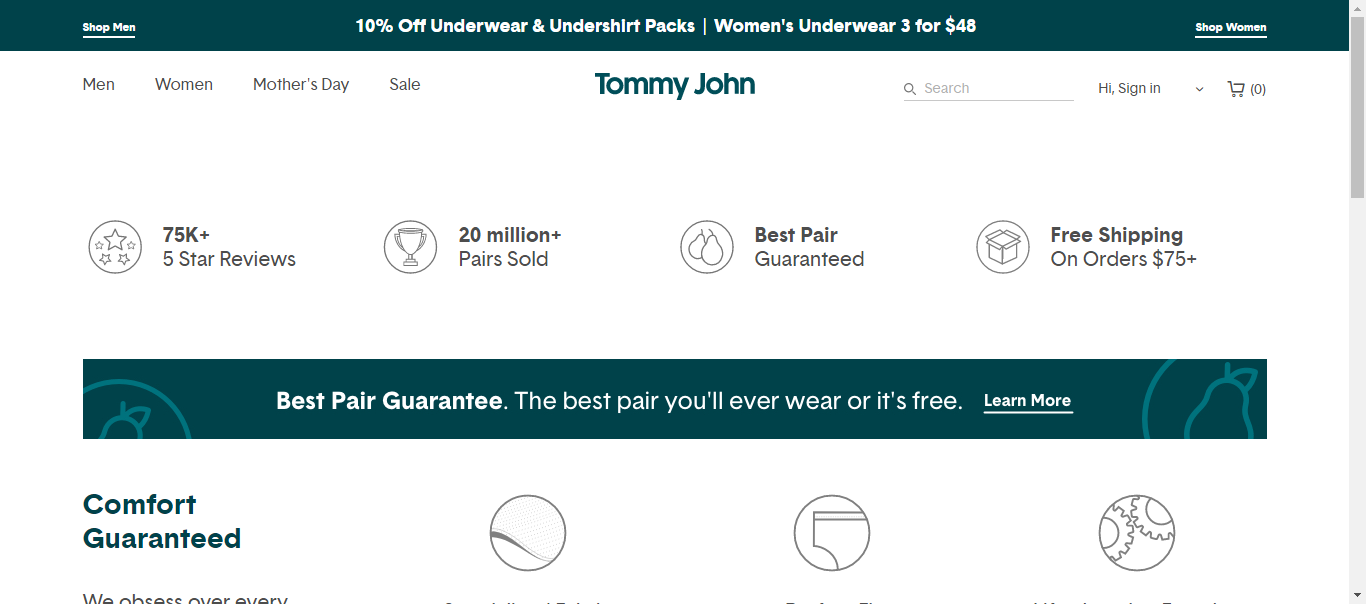 Shop Men
10% Off Underwear & Undershirt Packs | Women's Underwear 3 for $48
Shop Women
Men
Women
Mother's Day
Sale
Tommy John
Search
Hi, Sign in
(0)
75K+
5 Star Reviews
20 million+
Pairs Sold
Best Pair
Guaranteed
Free Shipping
On Orders $75+
Best Pair Guarantee. The best pair you'll ever wear or it's free.
Learn More
Comfort
Guaranteed
We obsess over every